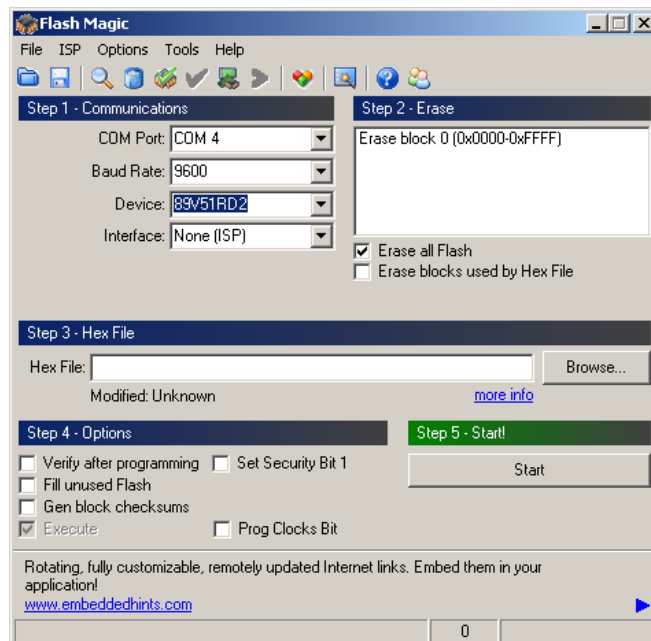 Flash Magic
File ISP Options Tools Help
Step 1 - Communications
COM Port: COM 4
Baud Rate: 9600
Device: 89V51RD2
Interface: None (ISP)
Step 2 - Erase
Erase block 0 (0x0000-0xFFFF)
Erase all Flash
Erase blocks used by Hex File
Step 3 - Hex File
Hex File:
Browse...
Modified: Unknown
more info
Step 4 - Options
Verify after programming
Set Security Bit 1
Fill unused Flash
Gen block checksums
Execute
Prog Clocks Bit
Step 5 - Start!
Start
Rotating, fully customizable, remotely updated Internet links. Embed them in your
application!
www.embeddedhints.com
0